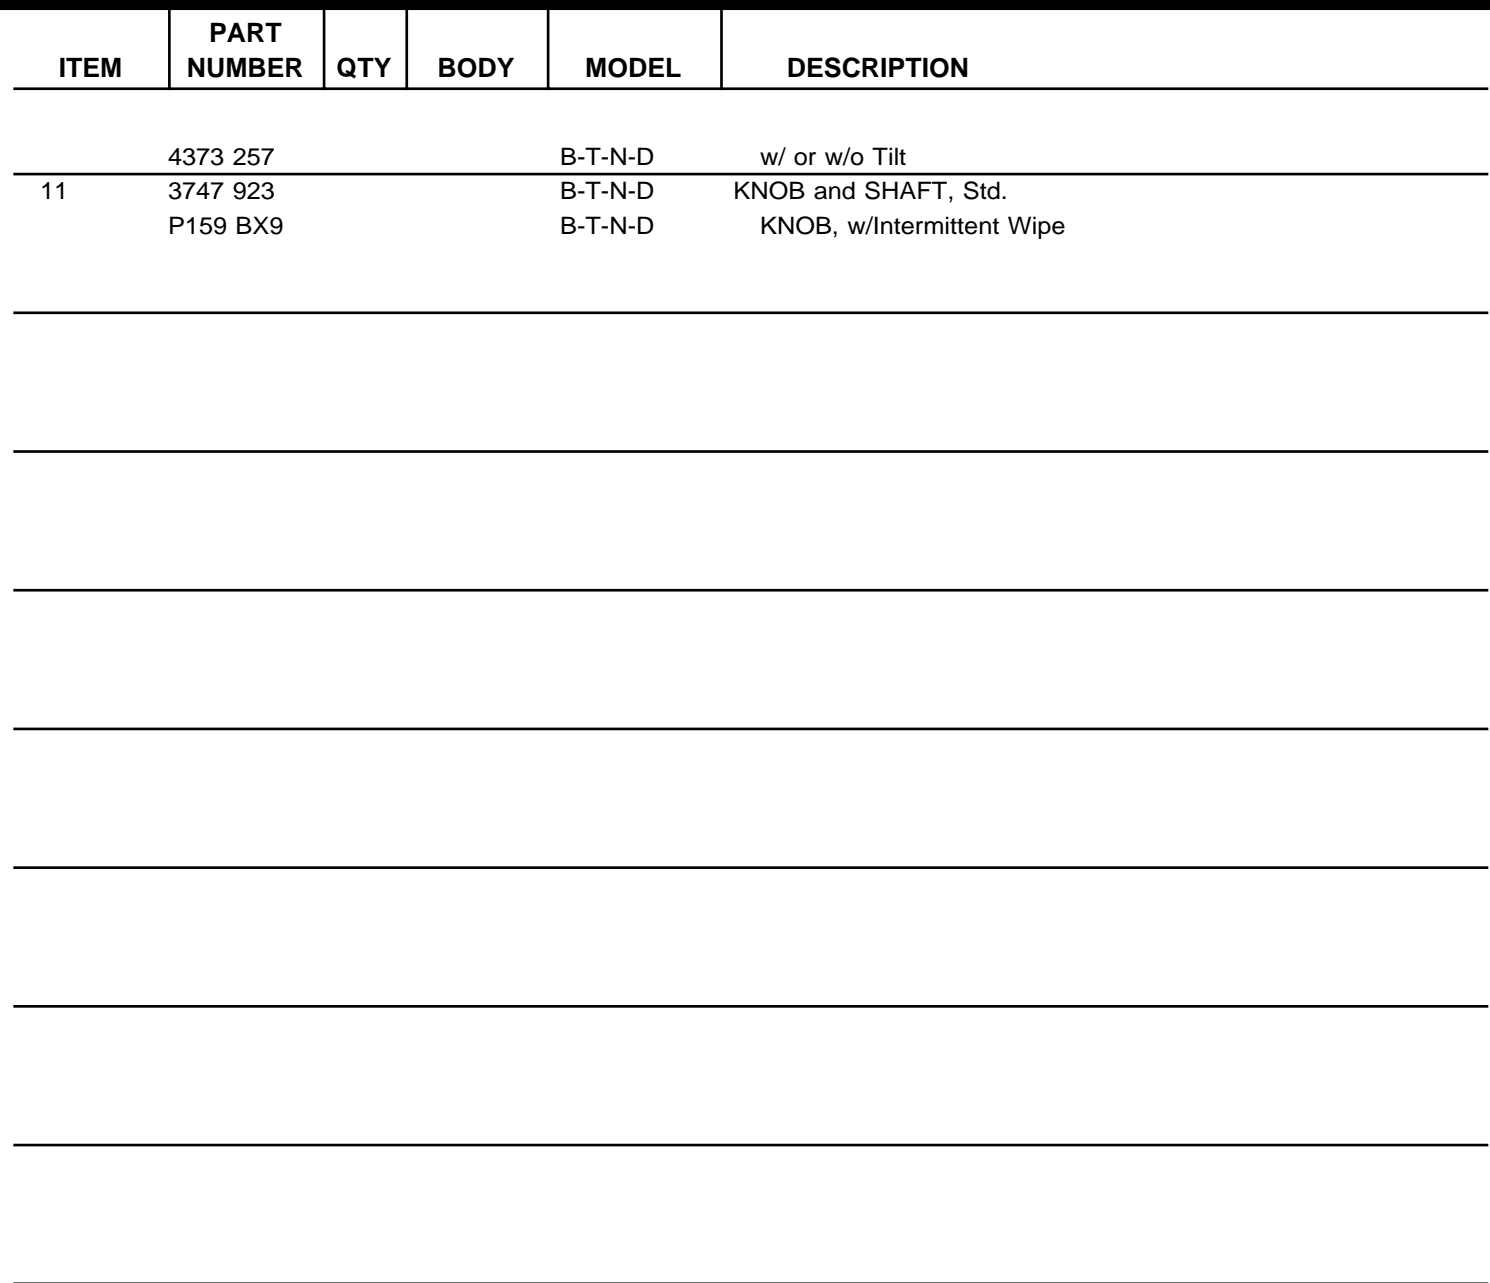 PART
ITEM NUMBER QTY BODY MODEL DESCRIPTION
4373 257 B-T-N-D w/ or w/o Tilt
11 3747 923 B-T-N-D KNOB and SHAFT, Std.
P159 BX9 B-T-N-D KNOB, w/Intermittent Wipe